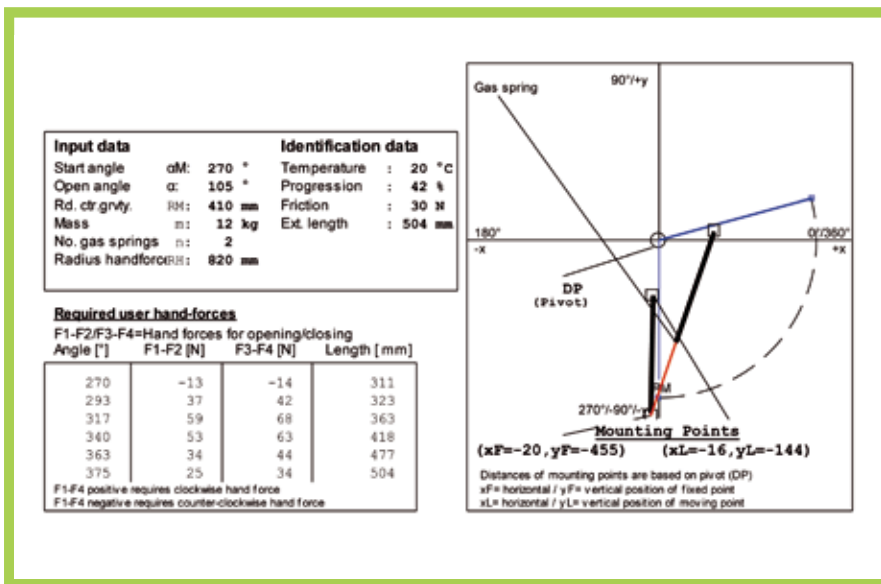 Input data
Identification data
Start angle αM: 270 °
Temperature : 20 °C
Open angle α: 105 °
Progression : 42 %
Rd. ctr.grvty. RM: 410 mm
Friction : 30 N
Mass m: 12 kg
Ext. length : 504 mm
No. gas springs n: 2
Radius handforceRH: 820 mm
Required user hand-forces
F1-F2/F3-F4=Hand forces for opening/closing
Angle [°] F1-F2 [N] F3-F4 [N] Length [mm]
270 -13 -14 311
293 37 42 323
317 59 68 363
340 53 63 418
363 34 44 477
375 25 34 504
F1-F4 positive requires clockwise hand force
F1-F4 negative requires counter-clockwise hand force
Gas spring
90°/+y
180°
-x
0°/360°
+x
DP
(Pivot)
RM
270°/-90°/-y
Mounting Points
(xF=-20,yF=-455) (xL=-16,yL=-144)
Distances of mounting points are based on pivot (DP)
xF= horizontal / yF= vertical position of fixed point
xL= horizontal / yL= vertical position of moving point